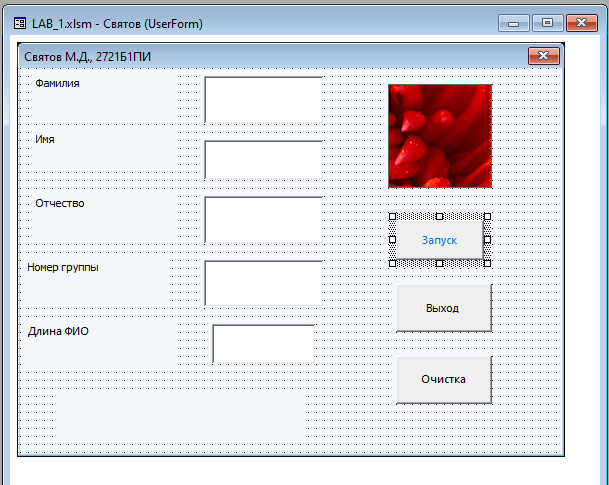 LAB_1.xlsm - Святов (UserForm)
Святов М.Д., 2721Б1ПИ
Фамилия
Имя
Отчество
Запуск
Номер группы
Выход
Длина ФИО
Очистка